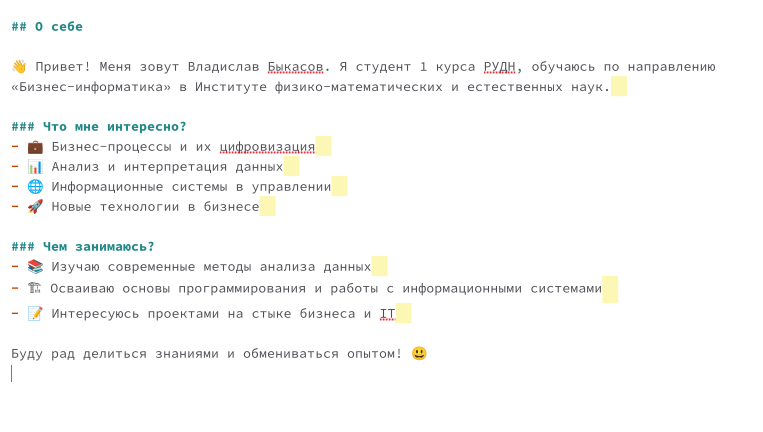 ## О себе
👋 Привет! Меня зовут Владислав Быкасов. Я студент 1 курса РУДН, обучаюсь по направлению
«Бизнес-информатика» в Институте физико-математических и естественных наук.
### Что мне интересно?
- 💼 Бизнес-процессы и их цифровизация
- 📊 Анализ и интерпретация данных
- 🌐 Информационные системы в управлении
- 🚀 Новые технологии в бизнесе
### Чем занимаюсь?
- 📚 Изучаю современные методы анализа данных
- 🏗 Осваиваю основы программирования и работы с информационными системами
- 📝 Интересуюсь проектами на стыке бизнеса и IT
Буду рад делиться знаниями и обмениваться опытом! 😃